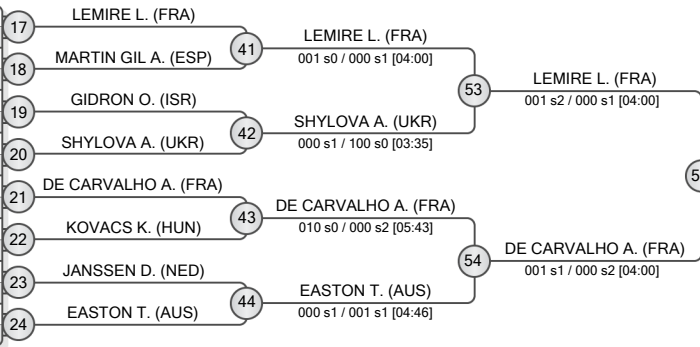 17
LEMIRE L. (FRA)
18
MARTIN GIL A. (ESP)
41
LEMIRE L. (FRA)
001 s0 / 000 s1 [04:00]
19
GIDRON O. (ISR)
20
SHYLOVA A. (UKR)
42
SHYLOVA A. (UKR)
000 s1 / 100 s0 [03:35]
53
LEMIRE L. (FRA)
001 s2 / 000 s1 [04:00]
21
DE CARVALHO A. (FRA)
22
KOVACS K. (HUN)
43
DE CARVALHO A. (FRA)
010 s0 / 000 s2 [05:43]
23
JANSSEN D. (NED)
24
EASTON T. (AUS)
44
EASTON T. (AUS)
000 s1 / 001 s1 [04:46]
54
DE CARVALHO A. (FRA)
001 s1 / 000 s2 [04:00]